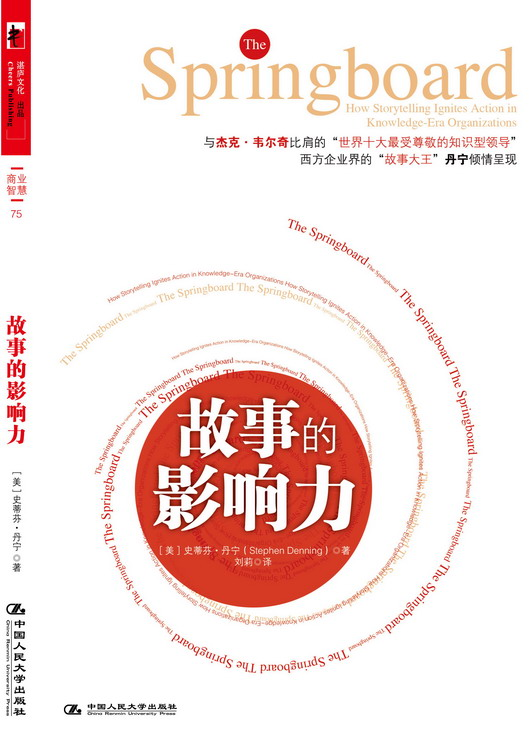 The
Springboard
How Storytelling Ignites Action in
Knowledge-Era Organizations
与杰克·韦尔奇比肩的“世界十大最受尊敬的知识型领导”
西方企业界的“故事大王”丹宁倾情呈现
The Springboard The Springboard The Springboard The Springboard The Springboard The Springboard The Springboard The Springboard
How Storytelling Ignites Action in Knowledge-Era Organizations How Storytelling Ignites Action in Knowledge-Era Organizations
The Springboard The Springboard The Springboard The Springboard
故事的
影响力
[美]史蒂芬·丹宁(Stephen Denning)◎著
刘莉◎译
中国人民大学出版社
China Renmin University Press
湛庐文化 出品
Cheers Publishing
商业
智慧
75
故事的影响力
[美]史蒂芬·丹宁◎著
中国人民大学出版社
China Renmin University Press